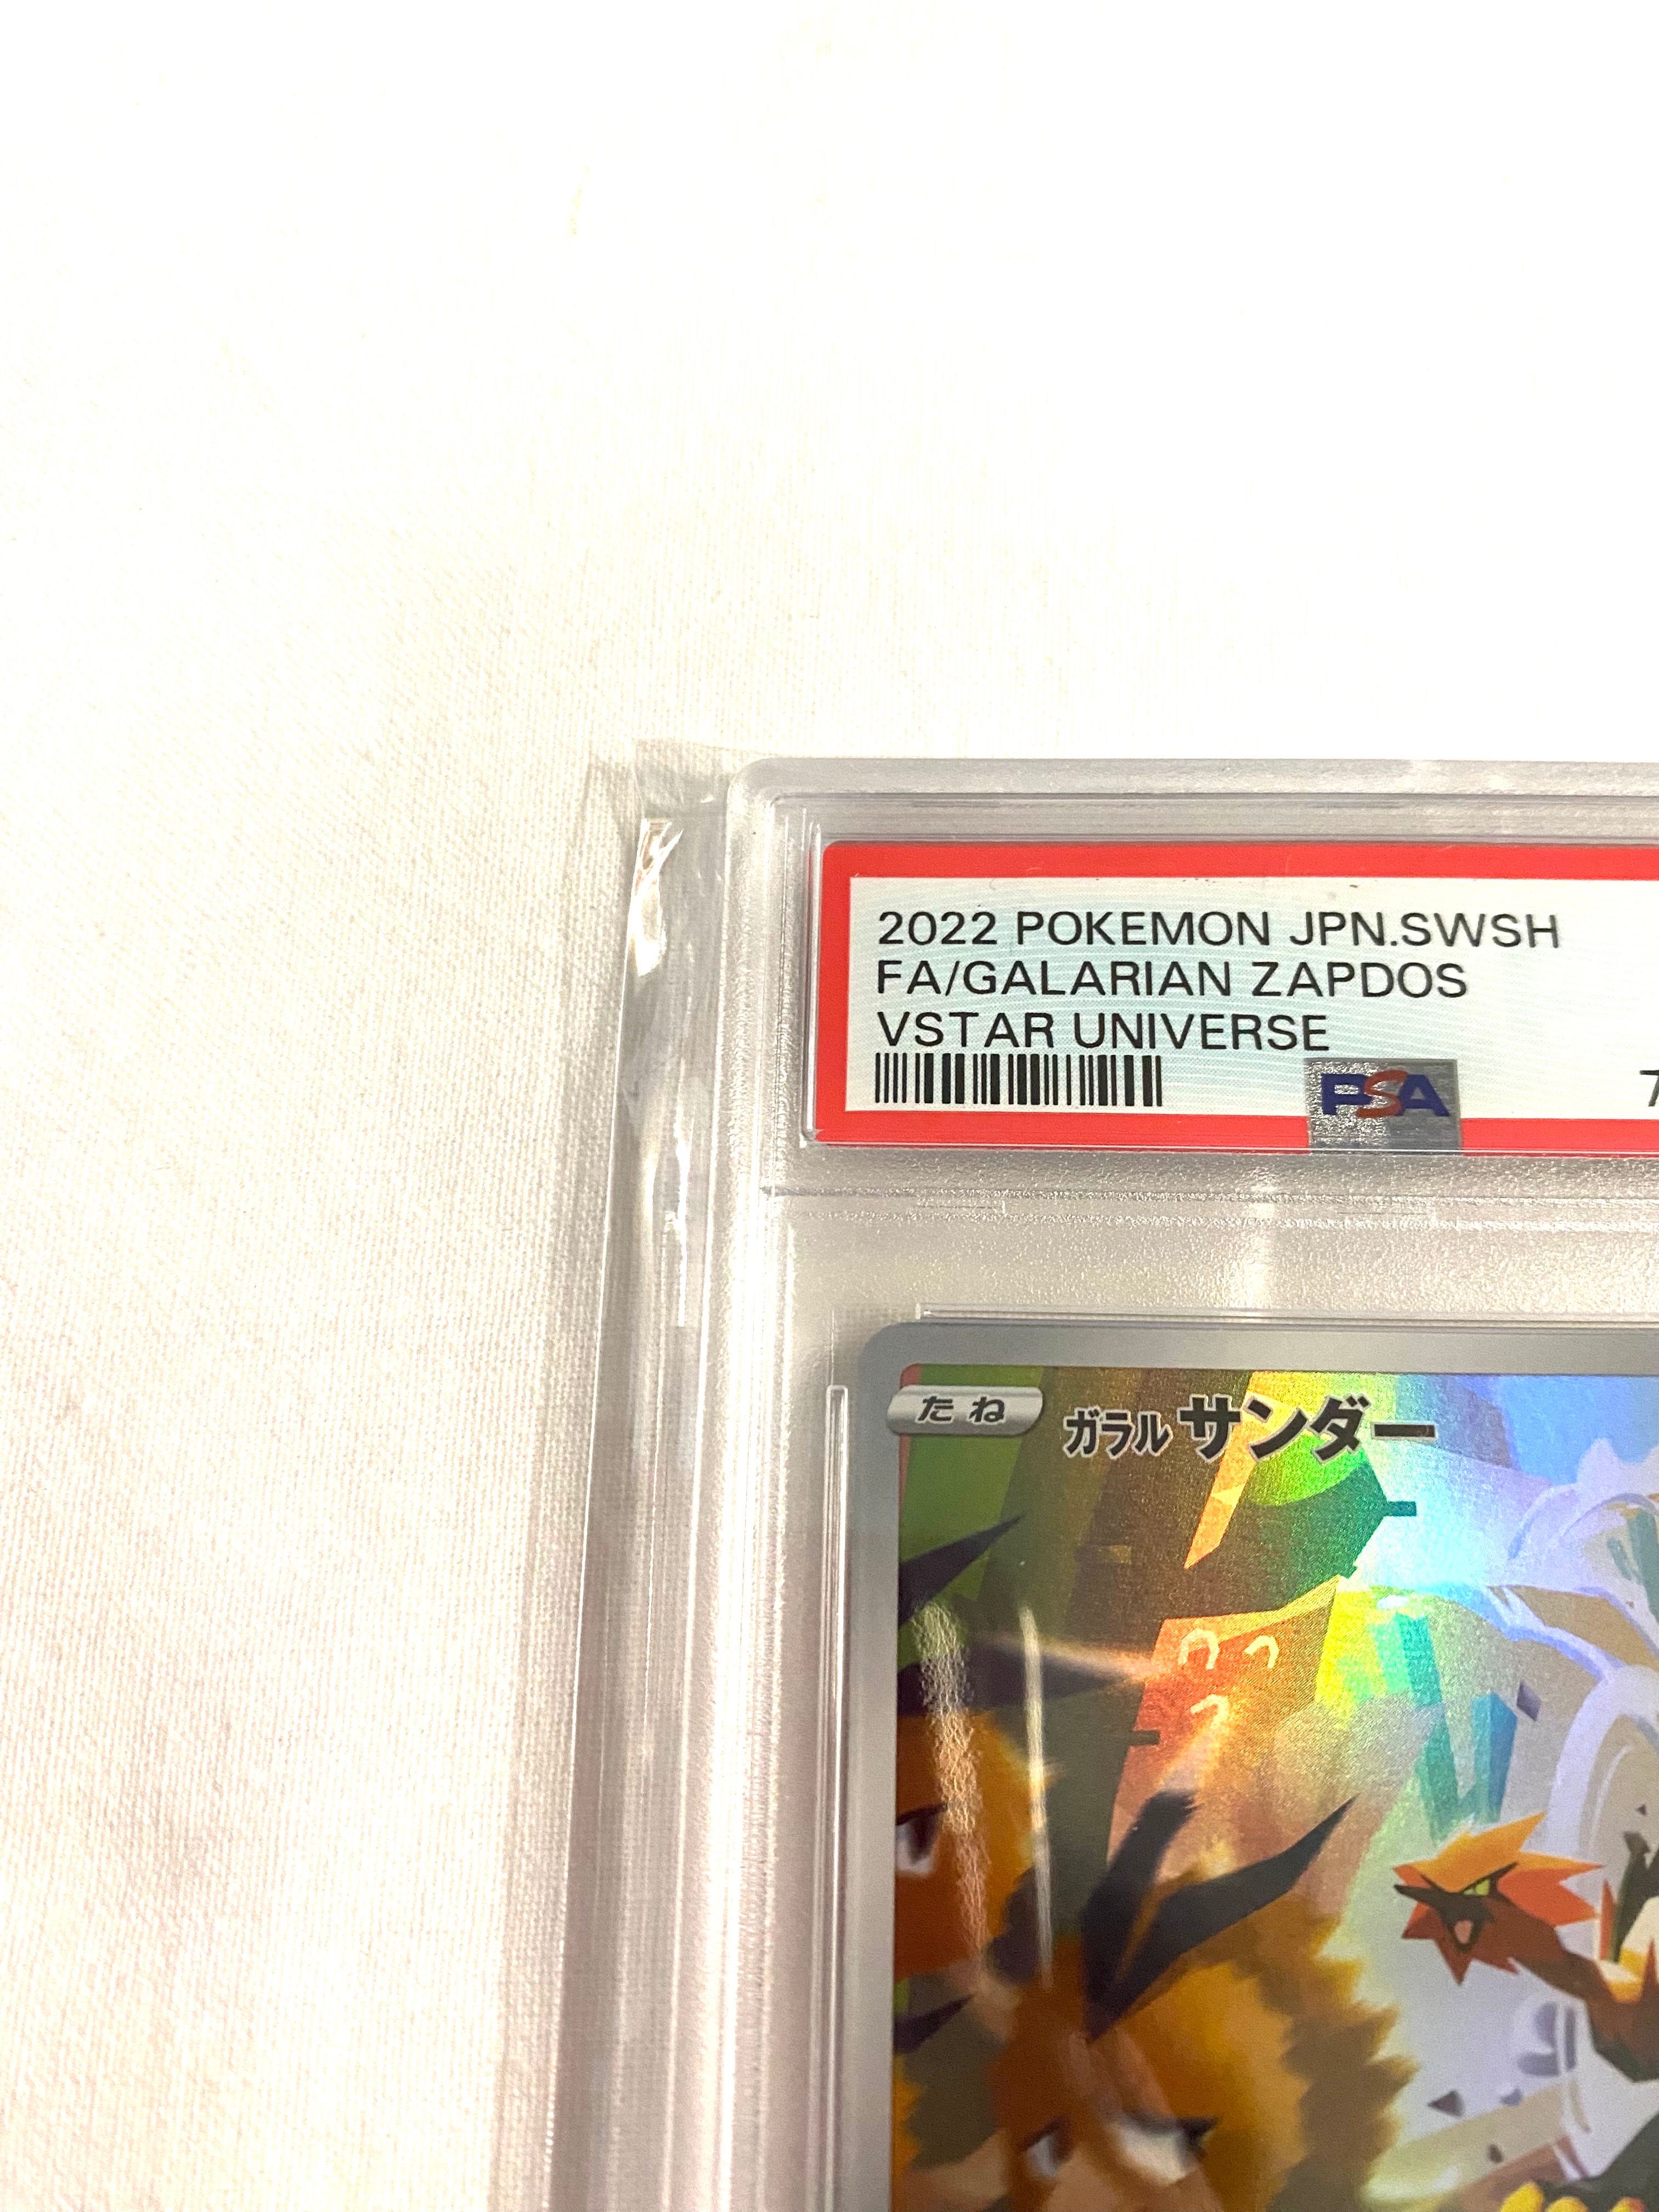 2022 POKEMON JPN.SWSH
FA/GALARIAN ZAPDOS
VSTAR UNIVERSE
PSA
たね ガラル サンダー